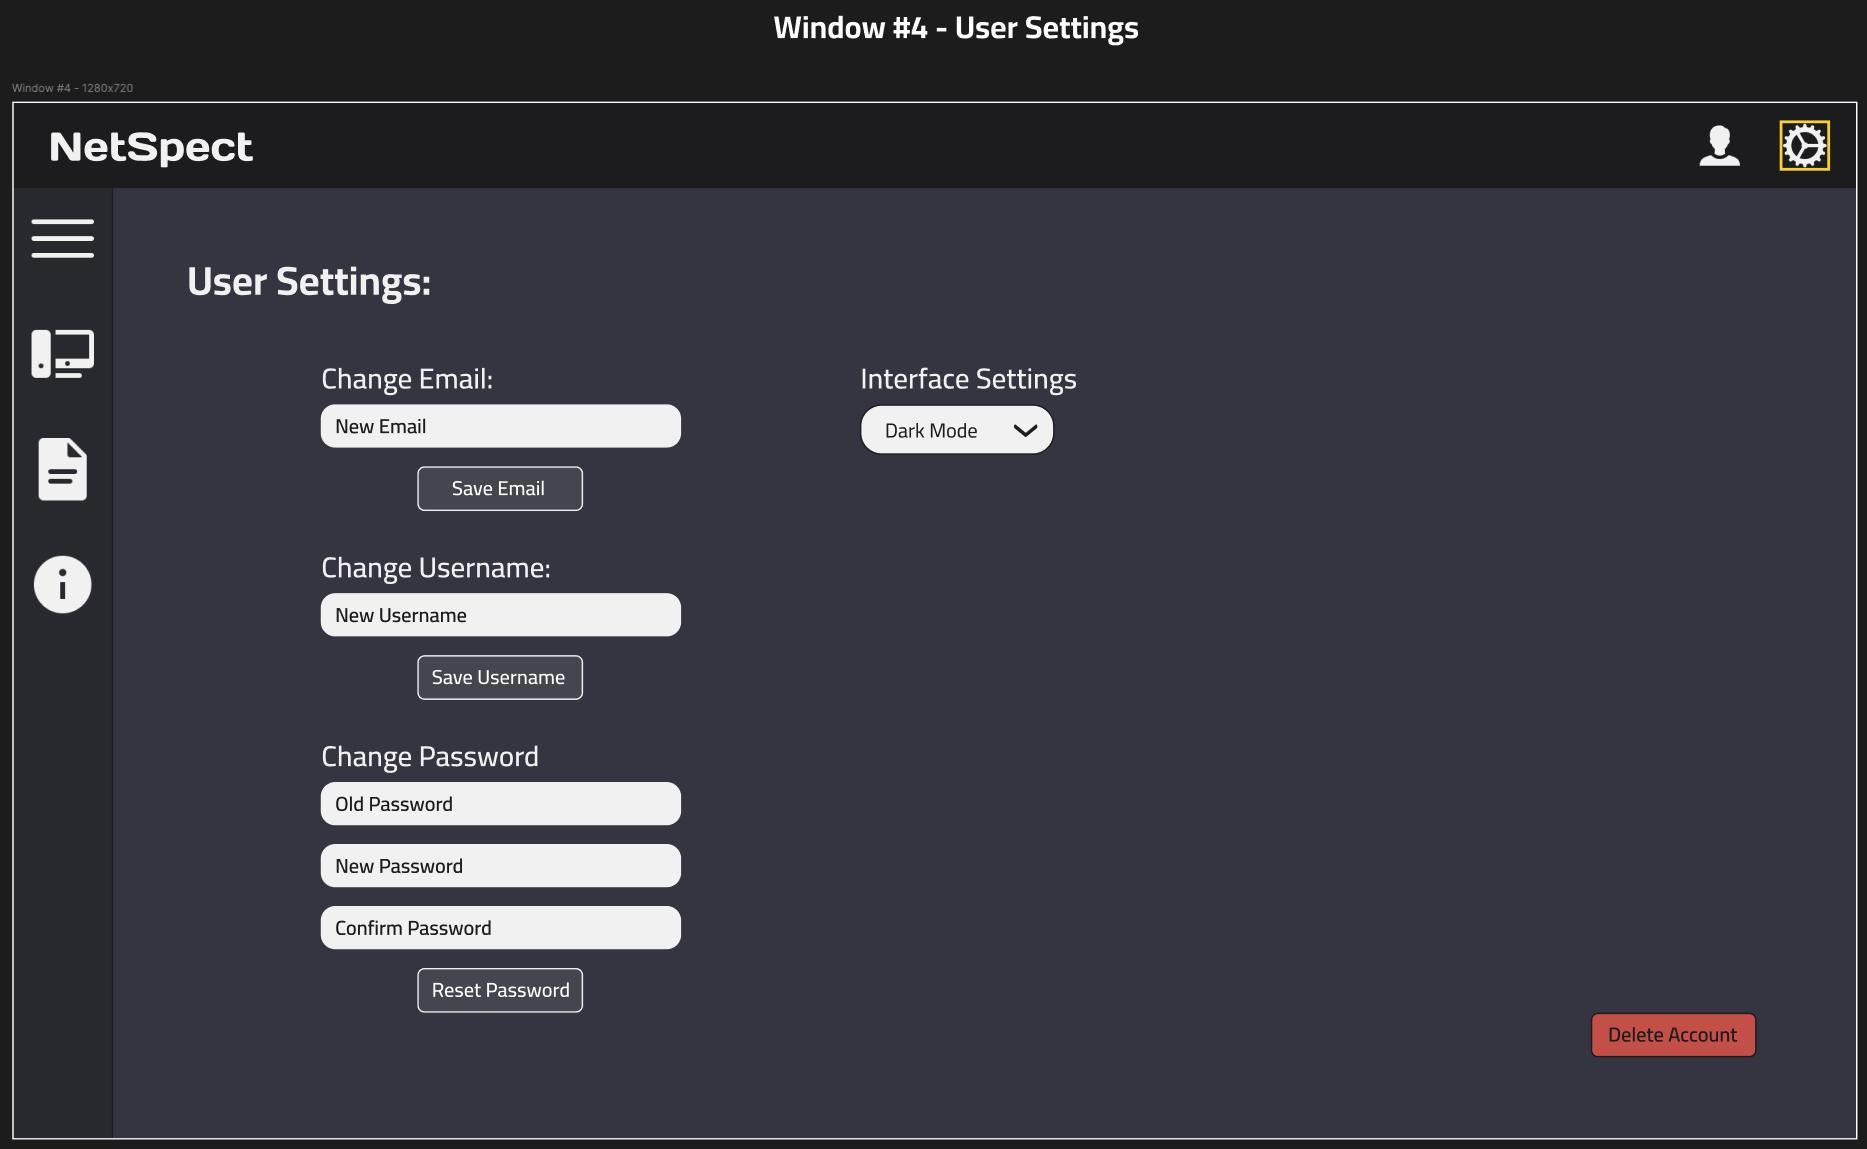 Window #4 - User Settings
Window #4 - 1280x720
NetSpect
User Settings:
Change Email:
New Email
Save Email
Change Username:
New Username
Save Username
Change Password
Old Password
New Password
Confirm Password
Reset Password
Interface Settings
Dark Mode
Delete Account